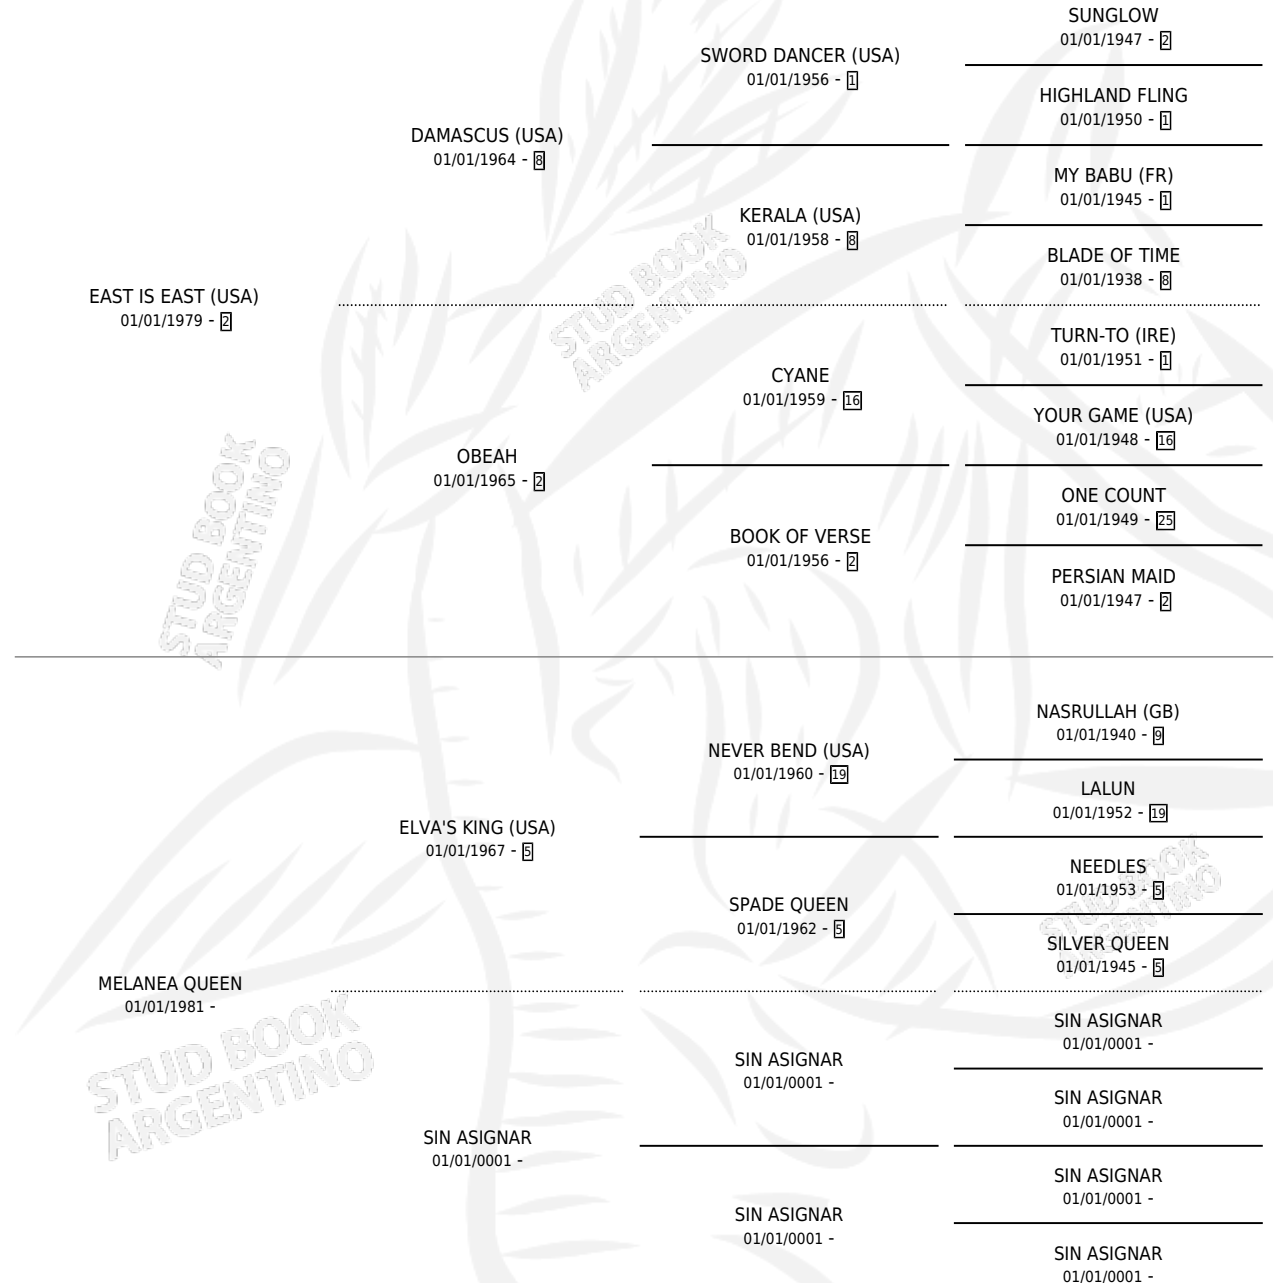 SUNGLOW
01/01/1947 - 2
SWORD DANCER (USA)
01/01/1956 - 1
HIGHLAND FLING
01/01/1950 - 1
DAMASCUS (USA)
01/01/1964 - 8
MY BABU (FR)
01/01/1945 - 1
KERALA (USA)
01/01/1958 - 8
BLADE OF TIME
01/01/1938 - 8
EAST IS EAST (USA)
01/01/1979 - 2
TURN-TO (IRE)
01/01/1951 - 1
CYANE
01/01/1959 - 16
YOUR GAME (USA)
01/01/1948 - 16
OBEAH
01/01/1965 - 2
ONE COUNT
01/01/1949 - 25
BOOK OF VERSE
01/01/1956 - 2
PERSIAN MAID
01/01/1947 - 2
NASRULLAH (GB)
01/01/1940 - 9
NEVER BEND (USA)
01/01/1960 - 19
LALUN
01/01/1952 - 19
ELVA'S KING (USA)
01/01/1967 - 5
NEEDLES
01/01/1953 - 5
SPADE QUEEN
01/01/1962 - 5
SILVER QUEEN
01/01/1945 - 5
MELANEA QUEEN
01/01/1981 -
SIN ASIGNAR
01/01/0001 -
SIN ASIGNAR
01/01/0001 -
SIN ASIGNAR
01/01/0001 -
SIN ASIGNAR
01/01/0001 -
SIN ASIGNAR
01/01/0001 -
SIN ASIGNAR
01/01/0001 -
SIN ASIGNAR
01/01/0001 -
STUD BOOK
ARGENTINO
STUD BOOK
ARGENTINO
STUD BOOK
ARGENTINO
STUD BOOK
ARGENTINO